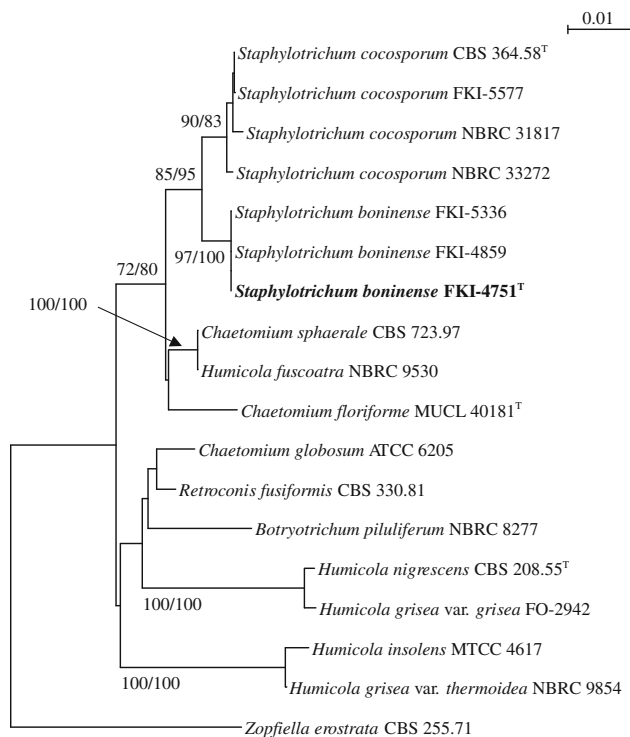 0.01
Staphylotrichum cocosporum CBS 364.58T
Staphylotrichum cocosporum FKI-5577
90/83
Staphylotrichum cocosporum NBRC 31817
85/95
Staphylotrichum cocosporum NBRC 33272
Staphylotrichum boninense FKI-5336
97/100
Staphylotrichum boninense FKI-4859
72/80
Staphylotrichum boninense FKI-4751T
100/100
Chaetomium sphaerale CBS 723.97
Humicola fuscoatra NBRC 9530
Chaetomium floriforme MUCL 40181T
Chaetomium globosum ATCC 6205
Retroconis fusiformis CBS 330.81
Botryotrichum piluliferum NBRC 8277
Humicola nigrescens CBS 208.55T
100/100
Humicola grisea var. grisea FO-2942
Humicola insolens MTCC 4617
100/100
Humicola grisea var. thermoidea NBRC 9854
Zopfiella erostrata CBS 255.71